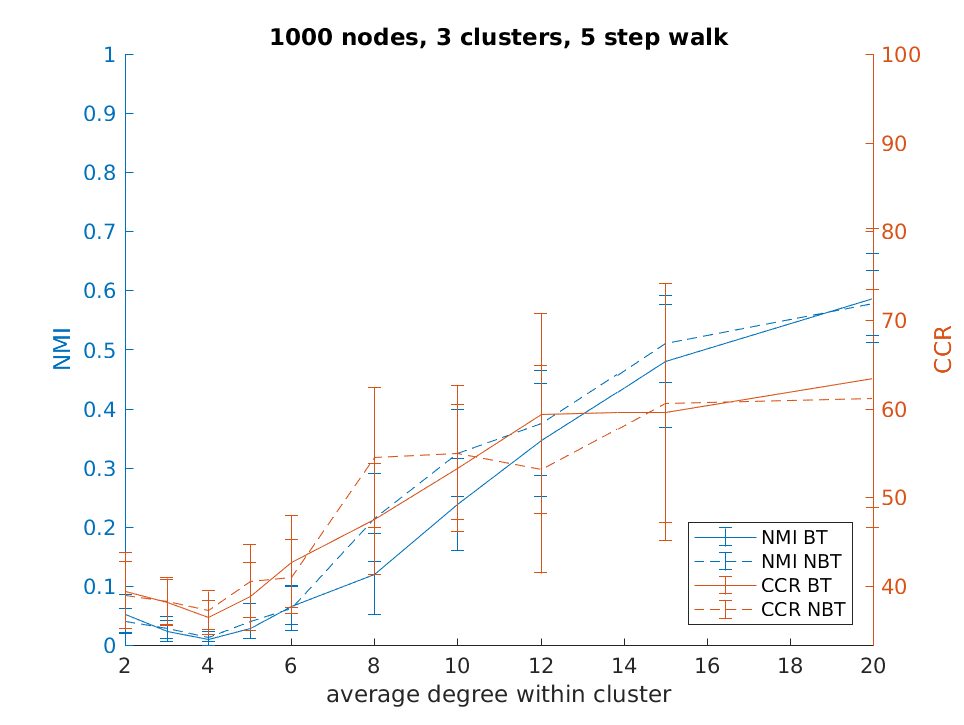 1000 nodes, 3 clusters, 5 step walk
1
0.9
0.8
0.7
0.6
0.5
0.4
0.3
0.2
0.1
0
NMI
100
90
80
70
60
50
40
CCR
NMI BT
NMI NBT
CCR BT
CCR NBT
2 4 6 8 10 12 14 16 18 20
average degree within cluster